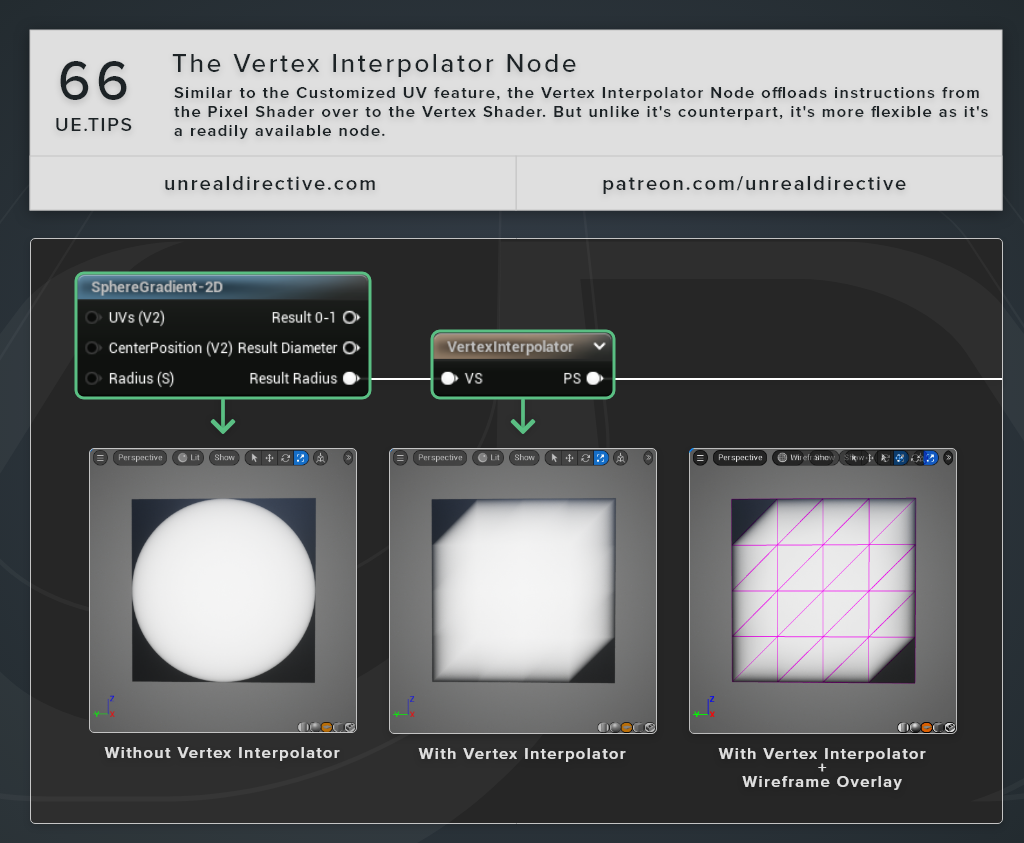 66
UE.TIPS
The Vertex Interpolator Node
Similar to the Customized UV feature, the Vertex Interpolator Node offloads instructions from
the Pixel Shader over to the Vertex Shader. But unlike it's counterpart, it's more flexible as it's
a readily available node.
unrealdirective.com
patreon.com/unrealdirective
SphereGradient-2D
UVs (V2) Result 0-1
CenterPosition (V2) Result Diameter
Radius (S) Result Radius
VertexInterpolator
VS PS
Perspective Lit Show
Z
Y X
Without Vertex Interpolator
Perspective Lit Show
Z
Y X
With Vertex Interpolator
Perspective Wireframe Show
Z
Y X
With Vertex Interpolator
+
Wireframe Overlay